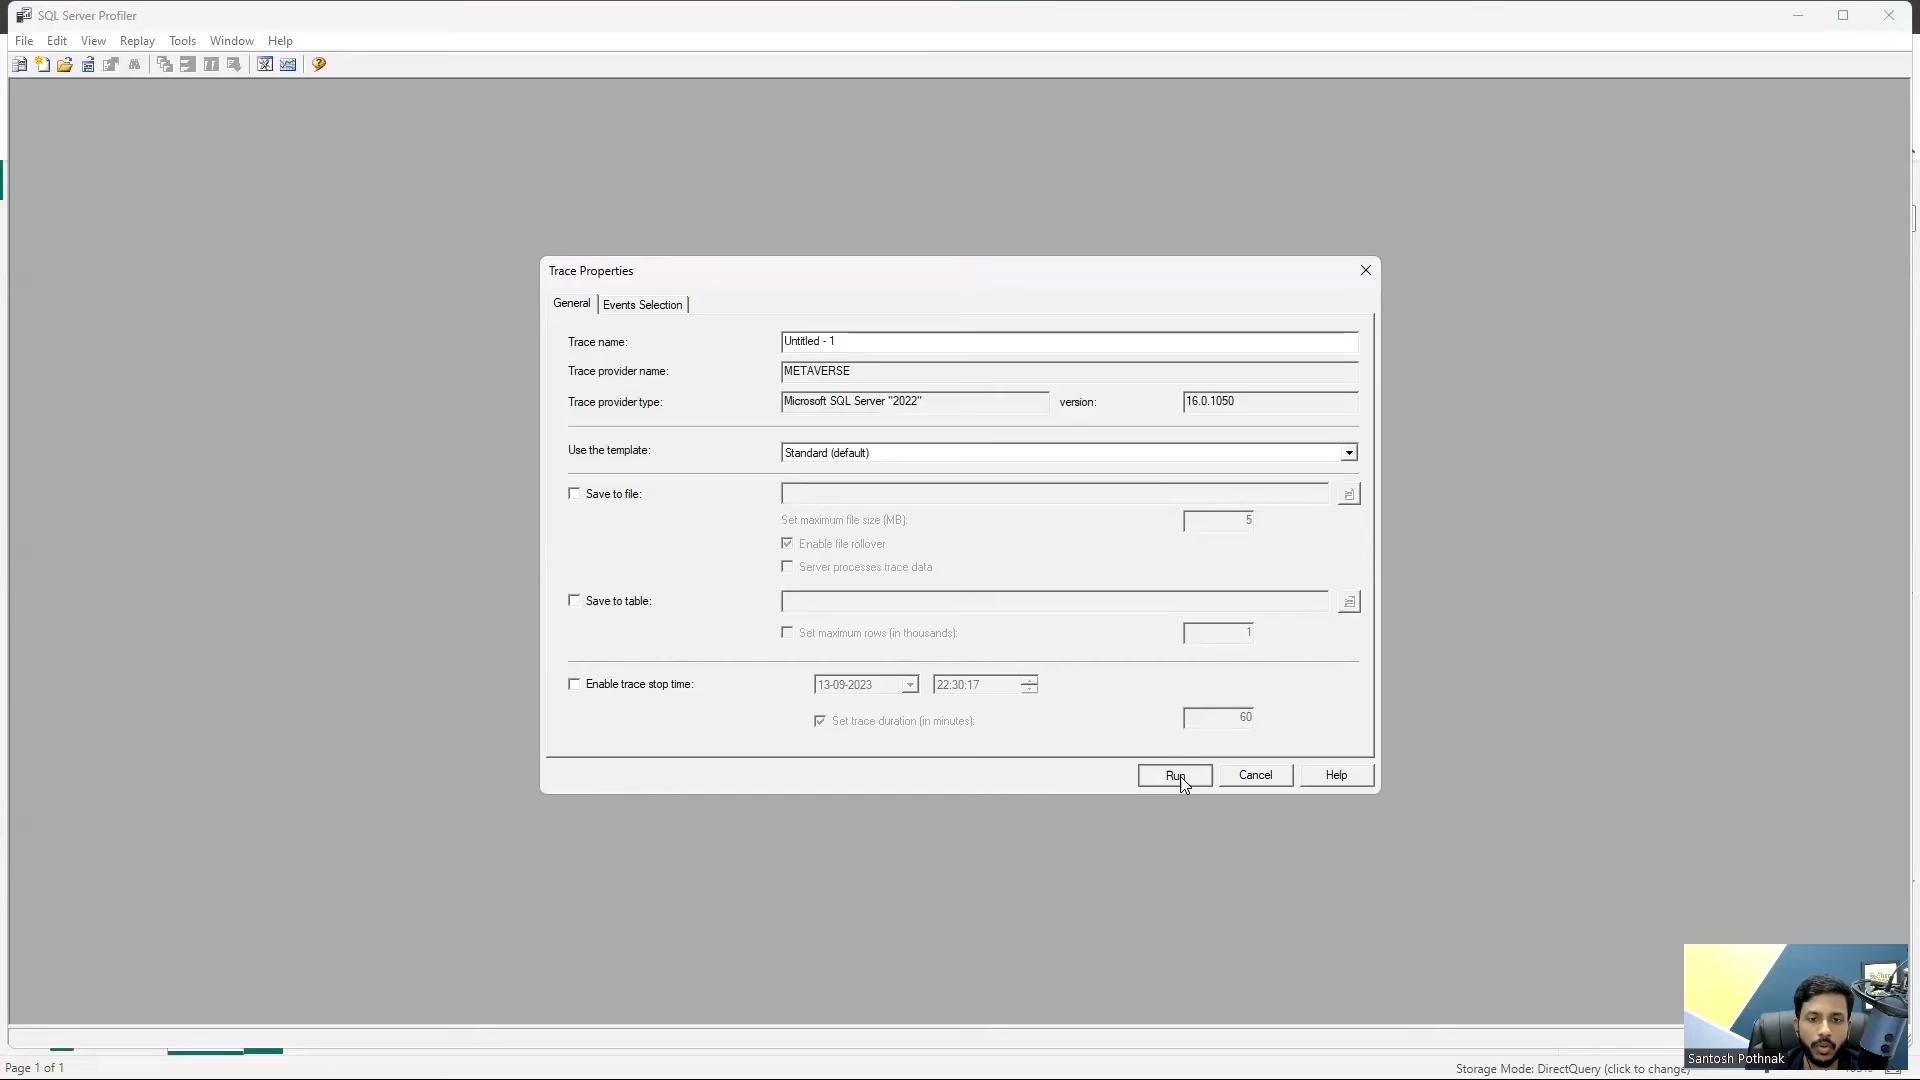 SQL Server Profiler
File Edit View Replay Tools Window Help
Trace Properties
General Events Selection
Trace name: Untitled - 1
Trace provider name: METAVERSE
Trace provider type: Microsoft SQL Server "2022" version: 16.0.1050
Use the template: Standard (default)
Save to file:
Set maximum file size (MB): 5
Enable file rollover
Server processes trace data
Save to table:
Set maximum rows (in thousands): 1
Enable trace stop time: 13-09-2023 22:30:17
Set trace duration (in minutes): 60
Run Cancel Help
Santosh Pothnak
Page 1 of 1 Storage Mode: DirectQuery (click to change)